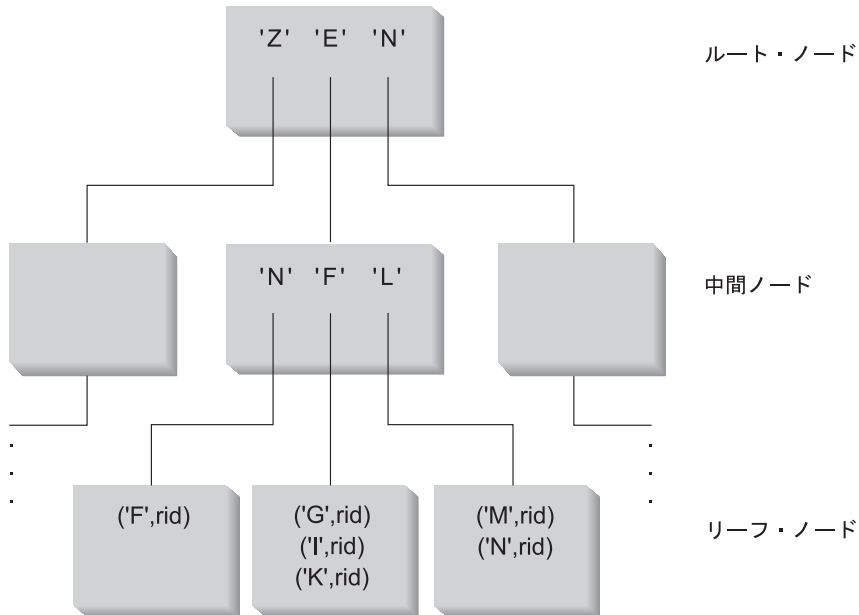 'Z' 'E' 'N'
ルート・ノード
'N' 'F' 'L'
中間ノード
('F',rid)
('G',rid)
('I',rid)
('K',rid)
('M',rid)
('N',rid)
リーフ・ノード